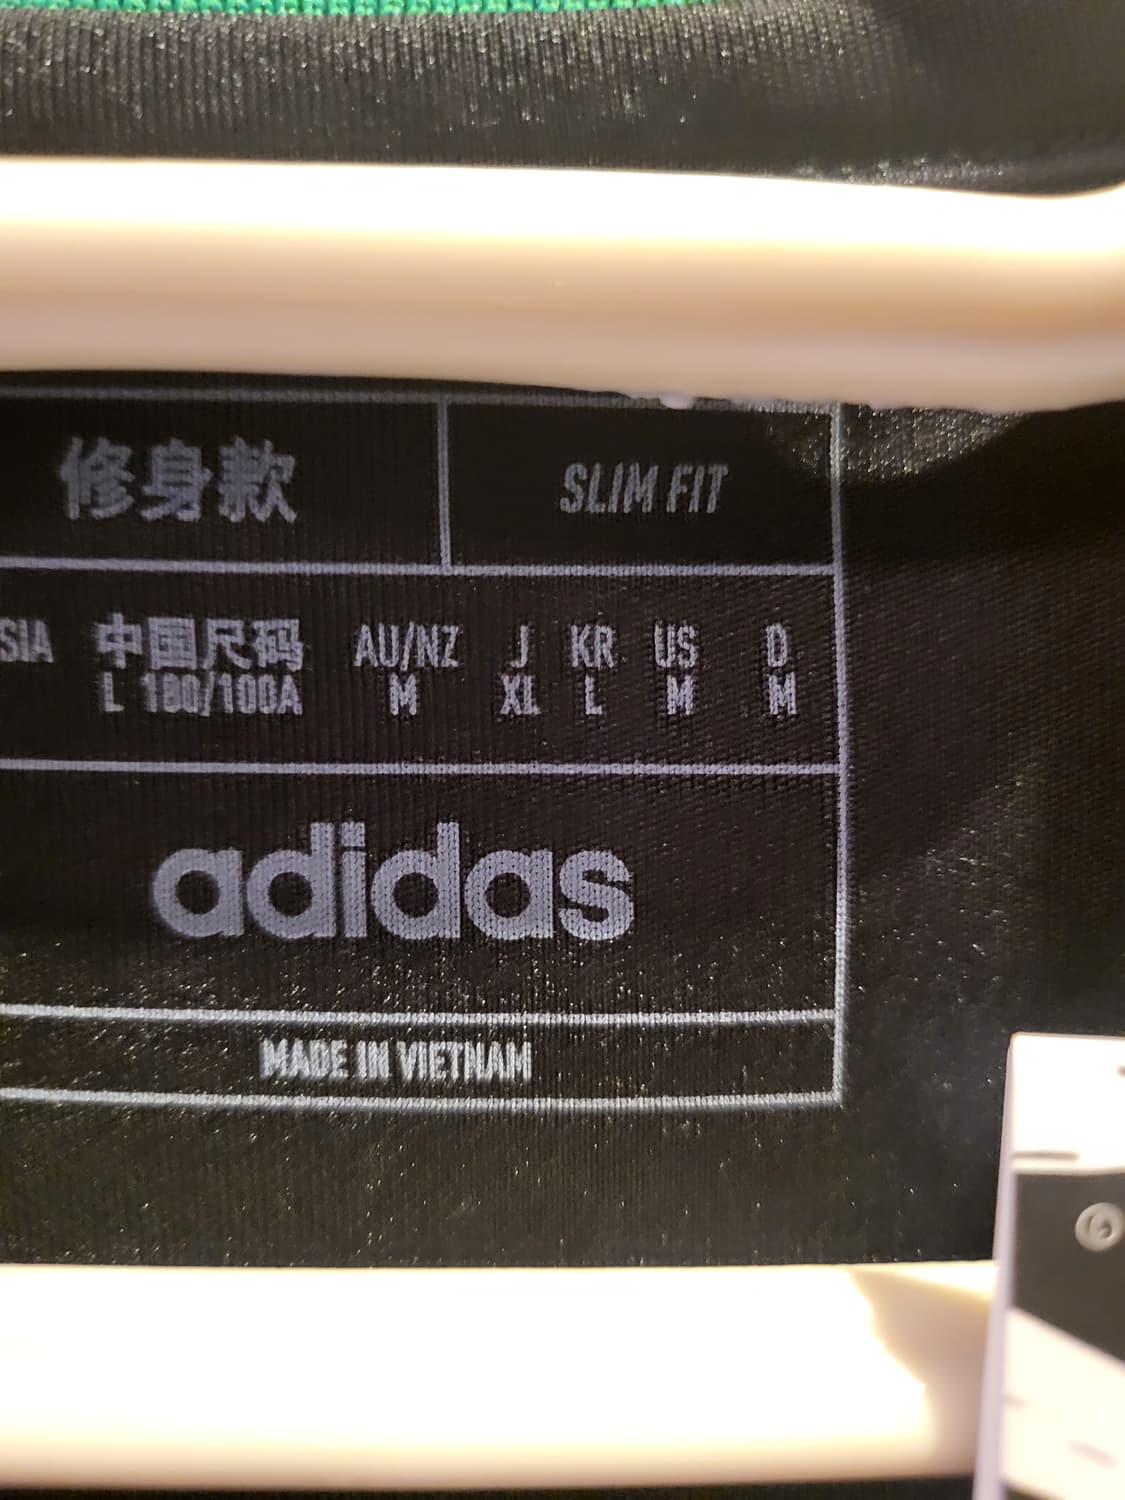 修身款
SLIM FIT
SIA 中国尺码 AU/NZ J KR US D
L 180/100A M XL L M M
adidas
MADE IN VIETNAM